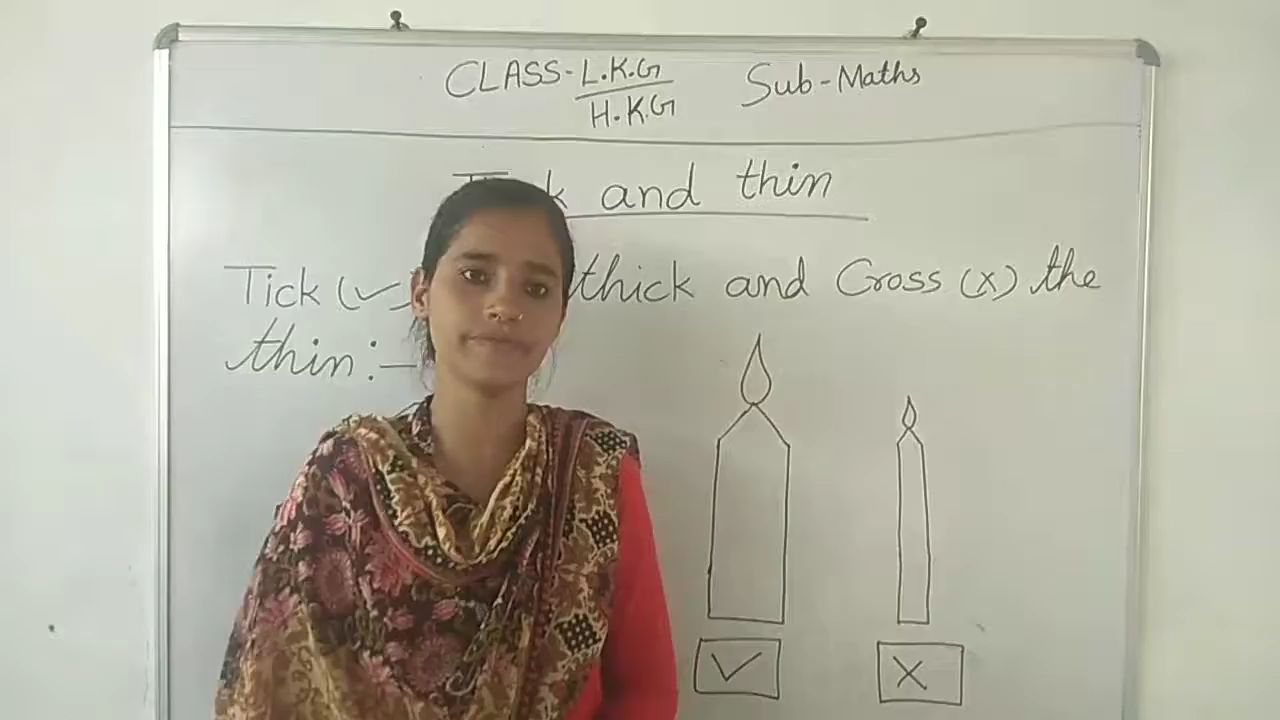 CLASS-L.K.G Sub-Maths
H.K.G
k and thin
Tick (✓) thick and Cross (x) the
thin:-
✓ x